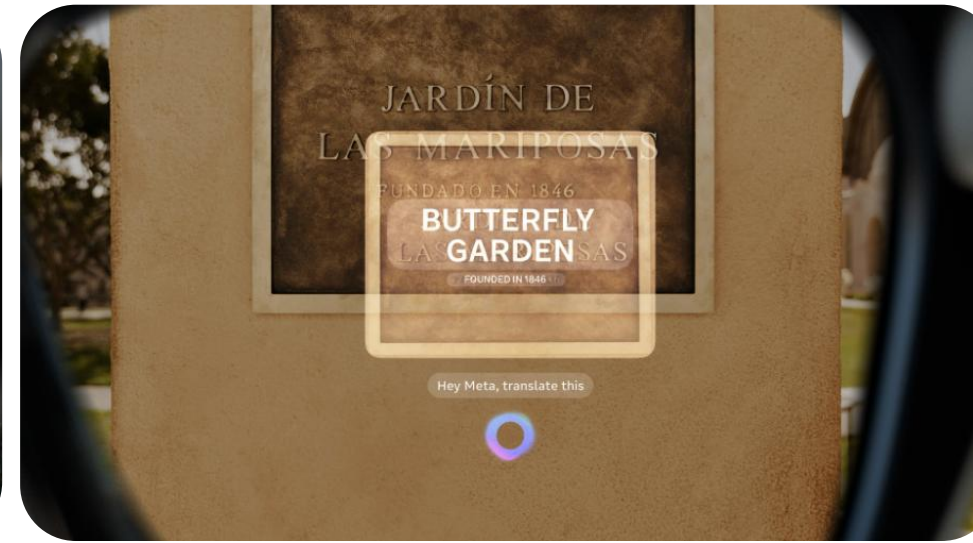 JARDÍN DE
LAS MARIPOSAS
FUNDADO EN 1846
BUTTERFLY
GARDEN
FOUNDED IN 1846
Hey Meta, translate this